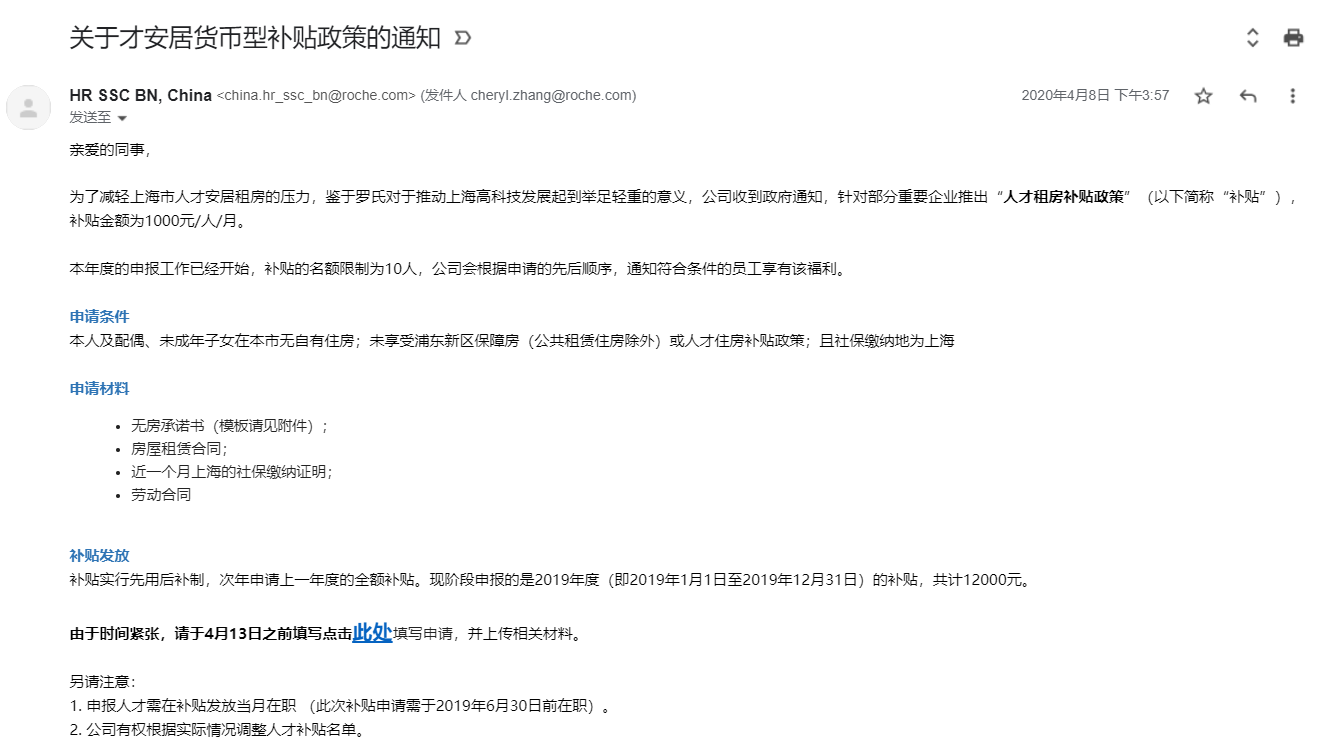 关于才安居货币型补贴政策的通知
HR SSC BN, China <china.hr_ssc_bn@roche.com> (发件人 cheryl.zhang@roche.com)
2020年4月8日 下午3:57
发送至
亲爱的同事，
为了减轻上海市人才安居租房的压力，鉴于罗氏对于推动上海高科技发展起到举足轻重的意义，公司收到政府通知，针对部分重要企业推出“人才租房补贴政策”（以下简称“补贴”），
补贴金额为1000元/人/月。
本年度的申报工作已经开始，补贴的名额限制为10人，公司会根据申请的先后顺序，通知符合条件的员工享有该福利。
申请条件
本人及配偶、未成年子女在本市无自有住房；未享受浦东新区保障房（公共租赁住房除外）或人才住房补贴政策；且社保缴纳地为上海
申请材料
• 无房承诺书（模板请见附件）；
• 房屋租赁合同；
• 近一个月上海的社保缴纳证明；
• 劳动合同
补贴发放
补贴实行先用后补制，次年申请上一年度的全额补贴。现阶段申报的是2019年度（即2019年1月1日至2019年12月31日）的补贴，共计12000元。
由于时间紧张，请于4月13日之前填写点击此处填写申请，并上传相关材料。
另请注意：
1. 申报人才需在补贴发放当月在职 （此次补贴申请需于2019年6月30日前在职）。
2. 公司有权根据实际情况调整人才补贴名单。